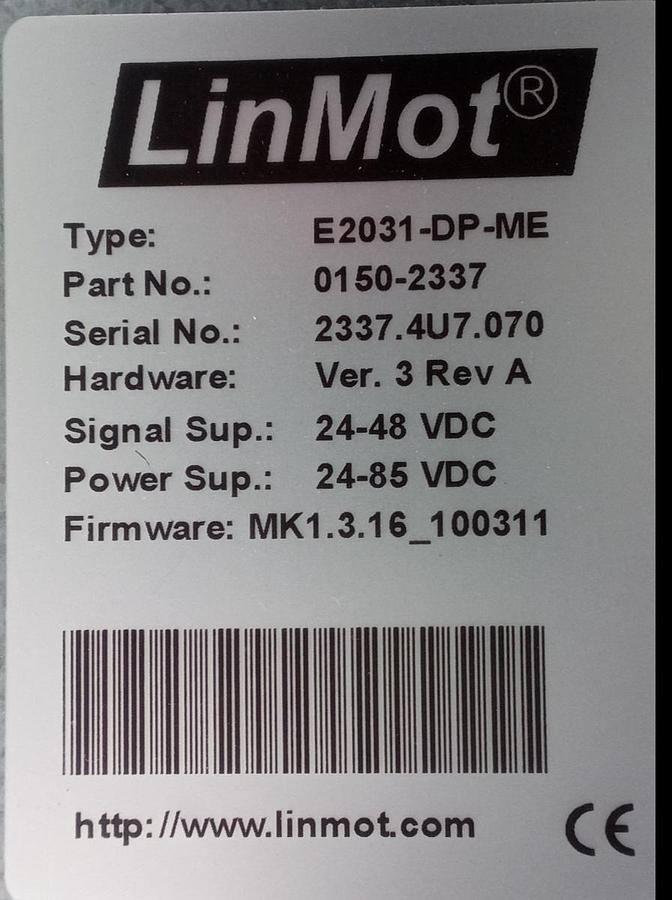 LinMot®
Type: E2031-DP-ME
Part No.: 0150-2337
Serial No.: 2337.4U7.070
Hardware: Ver. 3 Rev A
Signal Sup.: 24-48 VDC
Power Sup.: 24-85 VDC
Firmware: MK1.3.16_100311
http://www.linmot.com CE